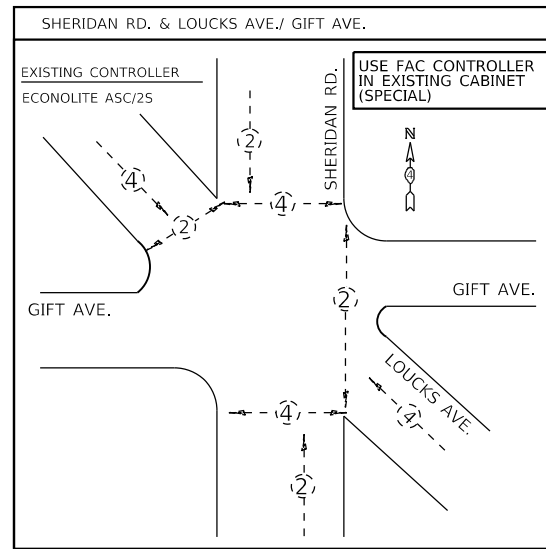 SHERIDAN RD. & LOUCKS AVE./ GIFT AVE.
EXISTING CONTROLLER
ECONOLITE ASC/2S
USE FAC CONTROLLER
IN EXISTING CABINET
(SPECIAL)
SHERIDAN RD.
N
4
2
4
2
4
GIFT AVE.
2
GIFT AVE.
LOUCKS AVE.
4
4
2